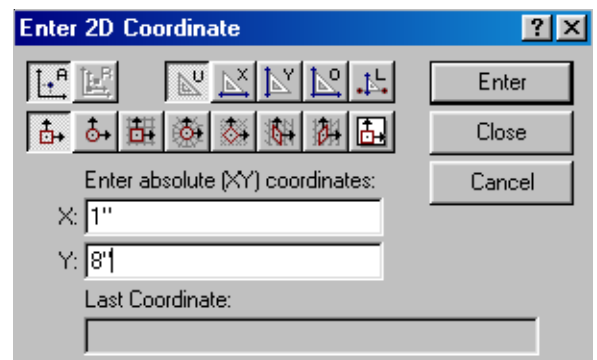 Enter 2D Coordinate
? X
A R U X Y O L
Enter
Close
Enter absolute (XY) coordinates:
Cancel
X: 1"
Y: 8"
Last Coordinate: